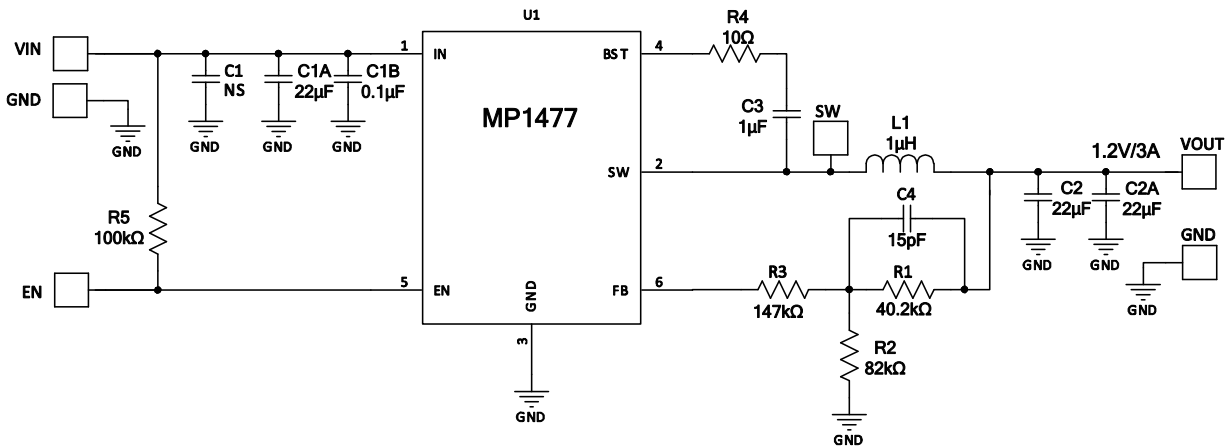 U1
VIN
GND
GND
C1
NS
GND
C1A
22µF
GND
C1B
0.1µF
GND
R5
100kΩ
EN
1
IN
5
EN
MP1477
BST
4
SW
2
FB
6
GND
3
GND
R4
10Ω
C3
1µF
SW
L1
1µH
C4
15pF
R3
147kΩ
R1
40.2kΩ
R2
82kΩ
GND
1.2V/3A
VOUT
C2
22µF
GND
C2A
22µF
GND
GND
GND